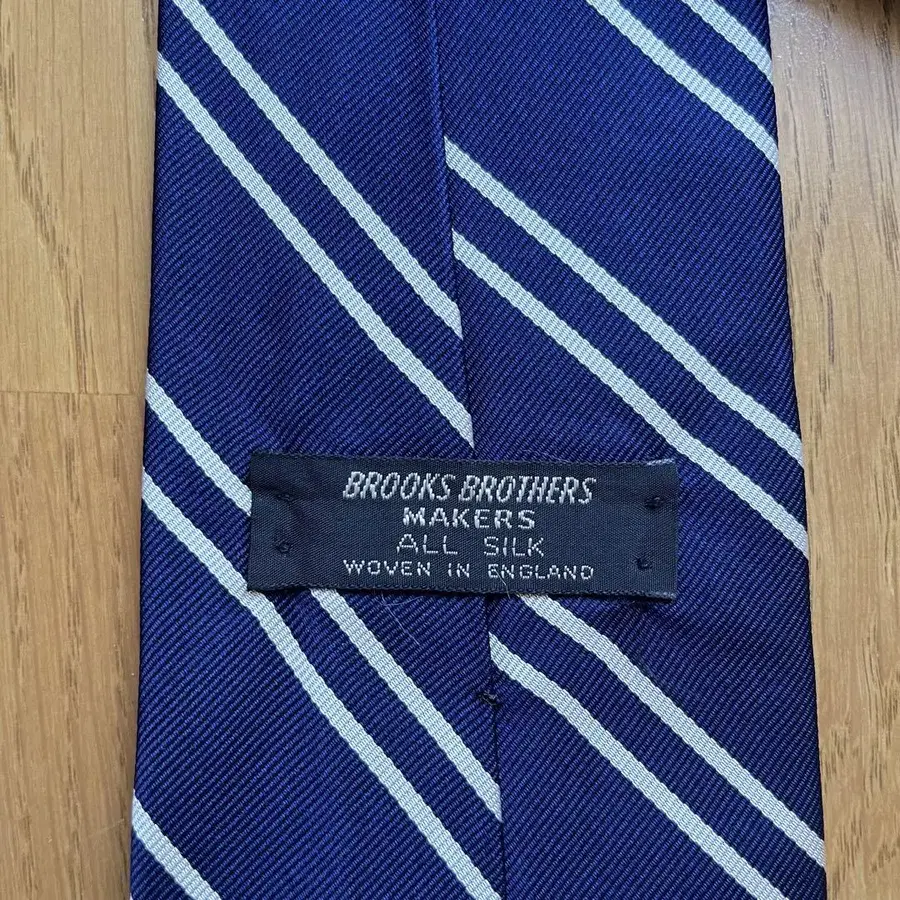 BROOKS BROTHERS
MAKERS
ALL SILK
WOVEN IN ENGLAND